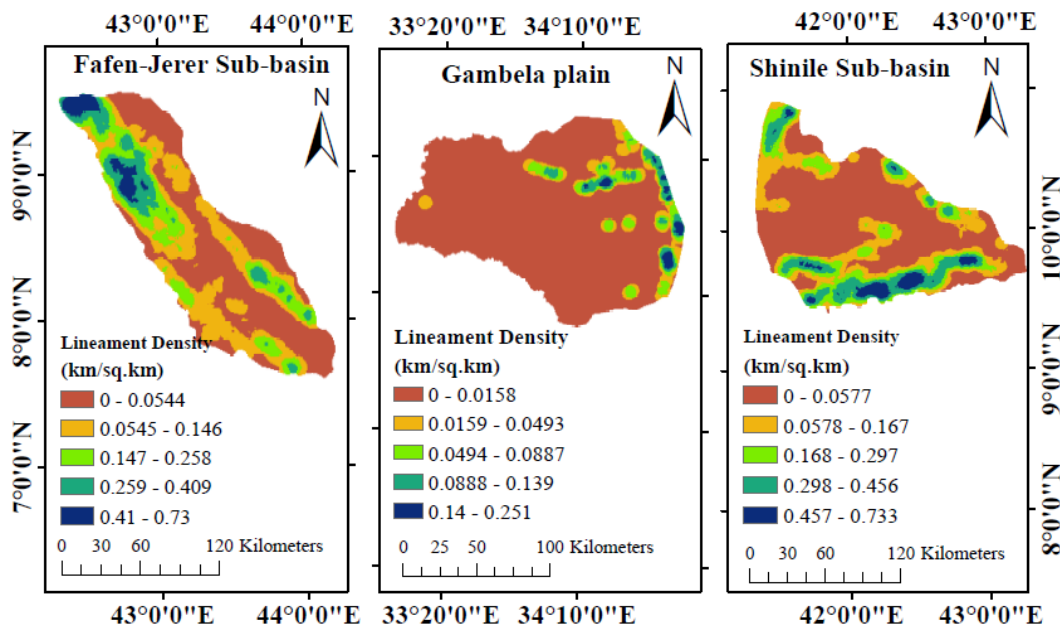 43°0'0"E 44°0'0"E
33°20'0"E 34°10'0"E
42°0'0"E 43°0'0"E
Fafen-Jerer Sub-basin
N
9°0'0"N
8°0'0"N
7°0'0"N
Lineament Density
(km/sq.km)
0 - 0.0544
0.0545 - 0.146
0.147 - 0.258
0.259 - 0.409
0.41 - 0.73
0 30 60 120 Kilometers
43°0'0"E 44°0'0"E
Gambela plain
N
Lineament Density
(km/sq.km)
0 - 0.0158
0.0159 - 0.0493
0.0494 - 0.0887
0.0888 - 0.139
0.14 - 0.251
0 25 50 100 Kilometers
33°20'0"E 34°10'0"E
Shinile Sub-basin
N
10°0'0"N
9°0'0"N
8°0'0"N
Lineament Density
(km/sq.km)
0 - 0.0577
0.0578 - 0.167
0.168 - 0.297
0.298 - 0.456
0.457 - 0.733
0 30 60 120 Kilometers
42°0'0"E 43°0'0"E